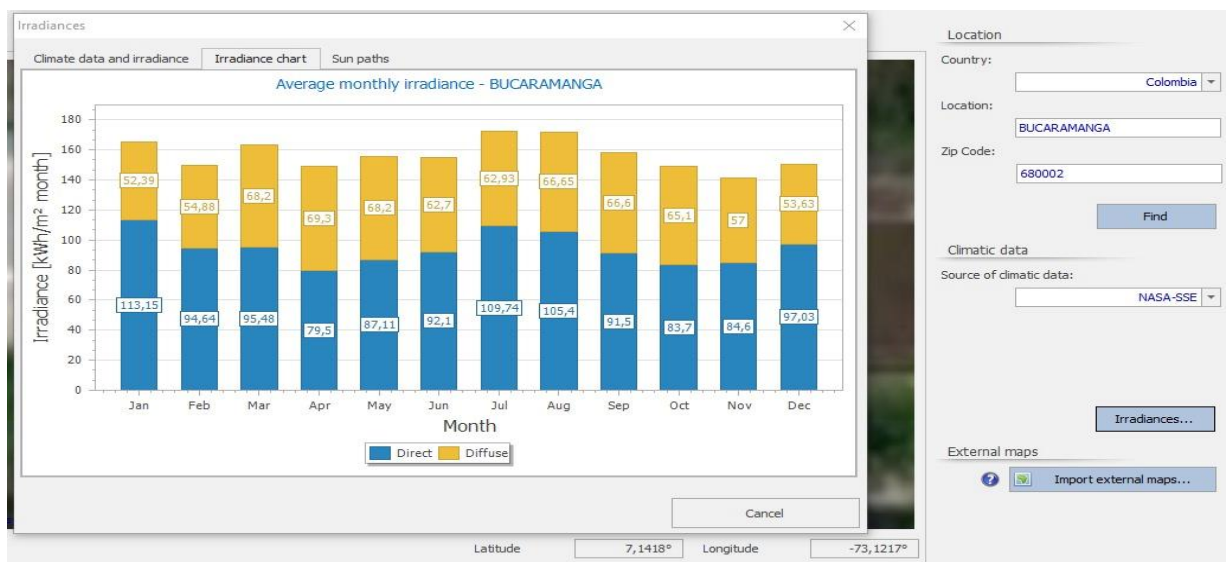 Irradiances
Climate data and irradiance Irradiance chart Sun paths
Average monthly irradiance - BUCARAMANGA
Irradiance [kWh/m² month]
180
160
140
120
100
80
60
40
20
0
52,39 54,88 68,2 69,3 68,2 62,7 62,93 66,65 66,6 65,1 57 53,63
113,15 94,64 95,48 79,5 87,11 92,1 109,74 105,4 91,5 83,7 84,6 97,03
Jan Feb Mar Apr May Jun Jul Aug Sep Oct Nov Dec
Month
Direct Diffuse
Cancel
Latitude 7,1418° Longitude -73,1217°
Location
Country:
Colombia
Location:
BUCARAMANGA
Zip Code:
680002
Find
Climatic data
Source of climatic data:
NASA-SSE
Irradiances...
External maps
? Import external maps...